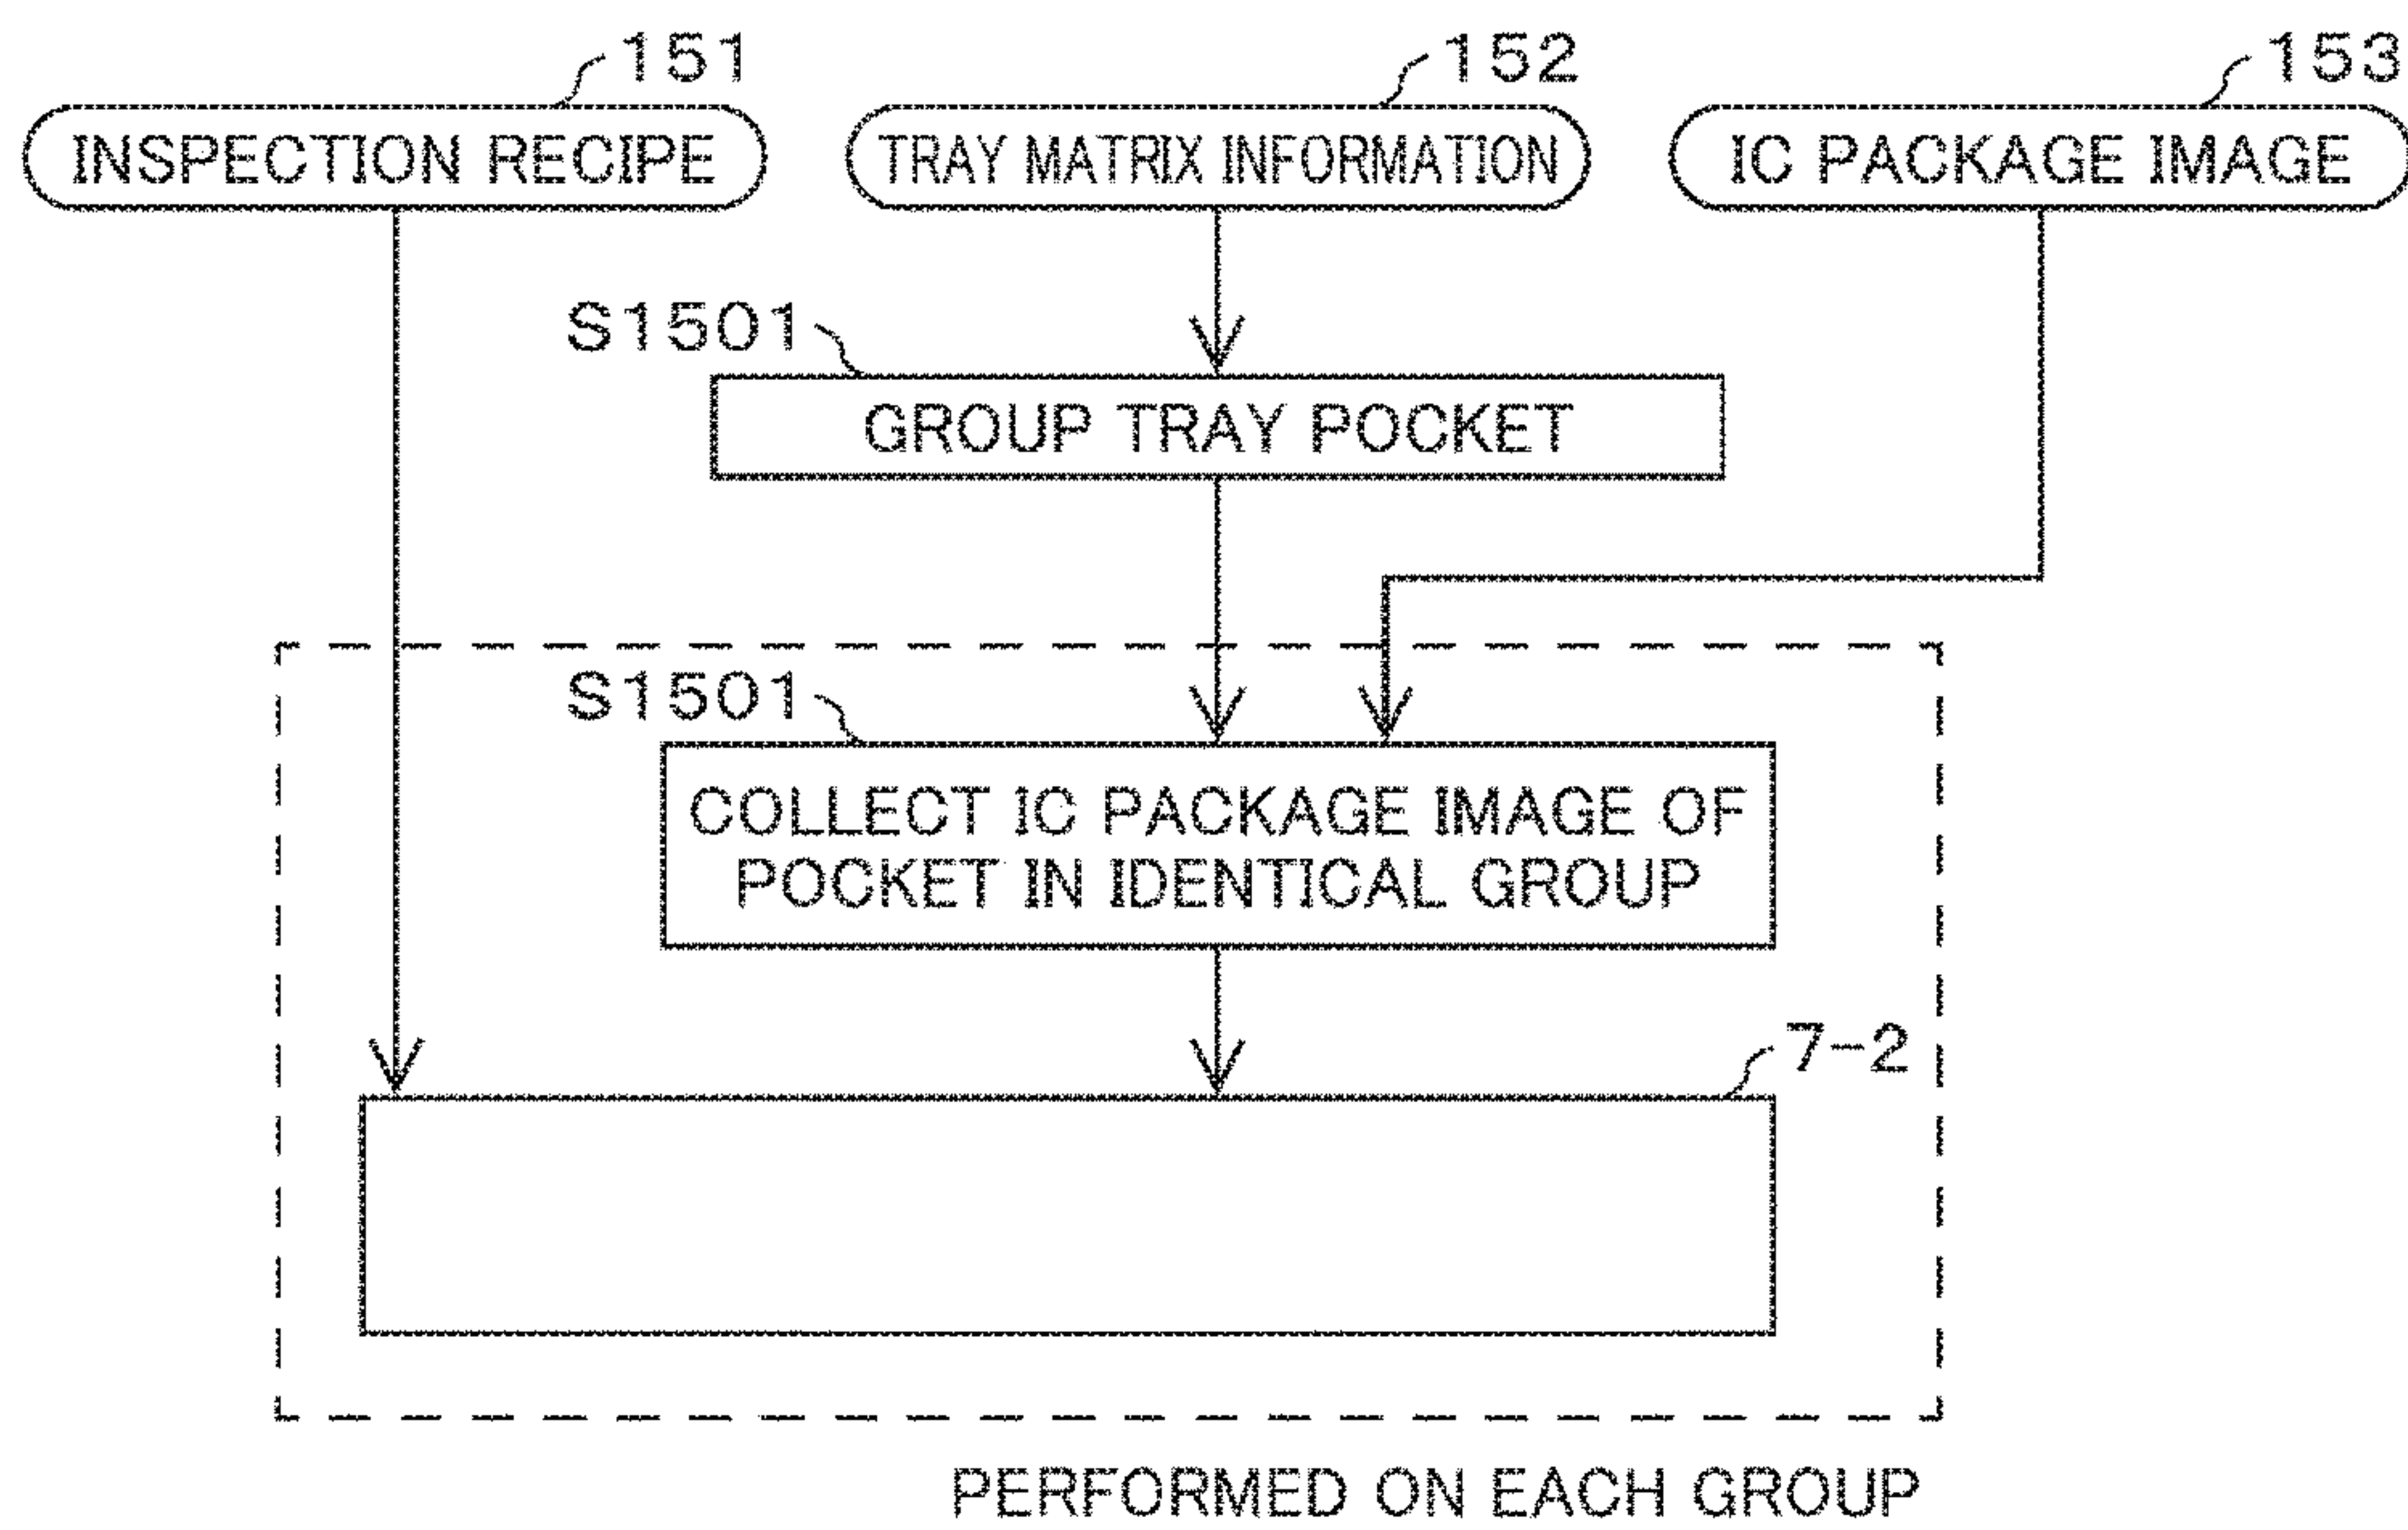 151
152
153
INSPECTION RECIPE
TRAY MATRIX INFORMATION
IC PACKAGE IMAGE
S1501
GROUP TRAY POCKET
S1501
COLLECT IC PACKAGE IMAGE OF
POCKET IN IDENTICAL GROUP
7-2
PERFORMED ON EACH GROUP